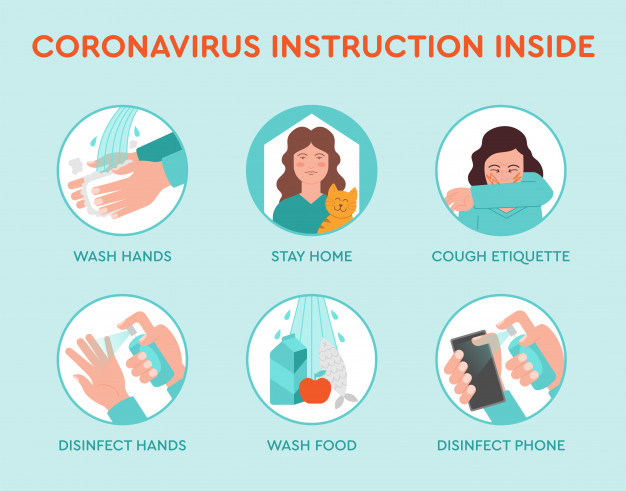 CORONAVIRUS INSTRUCTION INSIDE
WASH HANDS
STAY HOME
COUGH ETIQUETTE
DISINFECT HANDS
WASH FOOD
DISINFECT PHONE